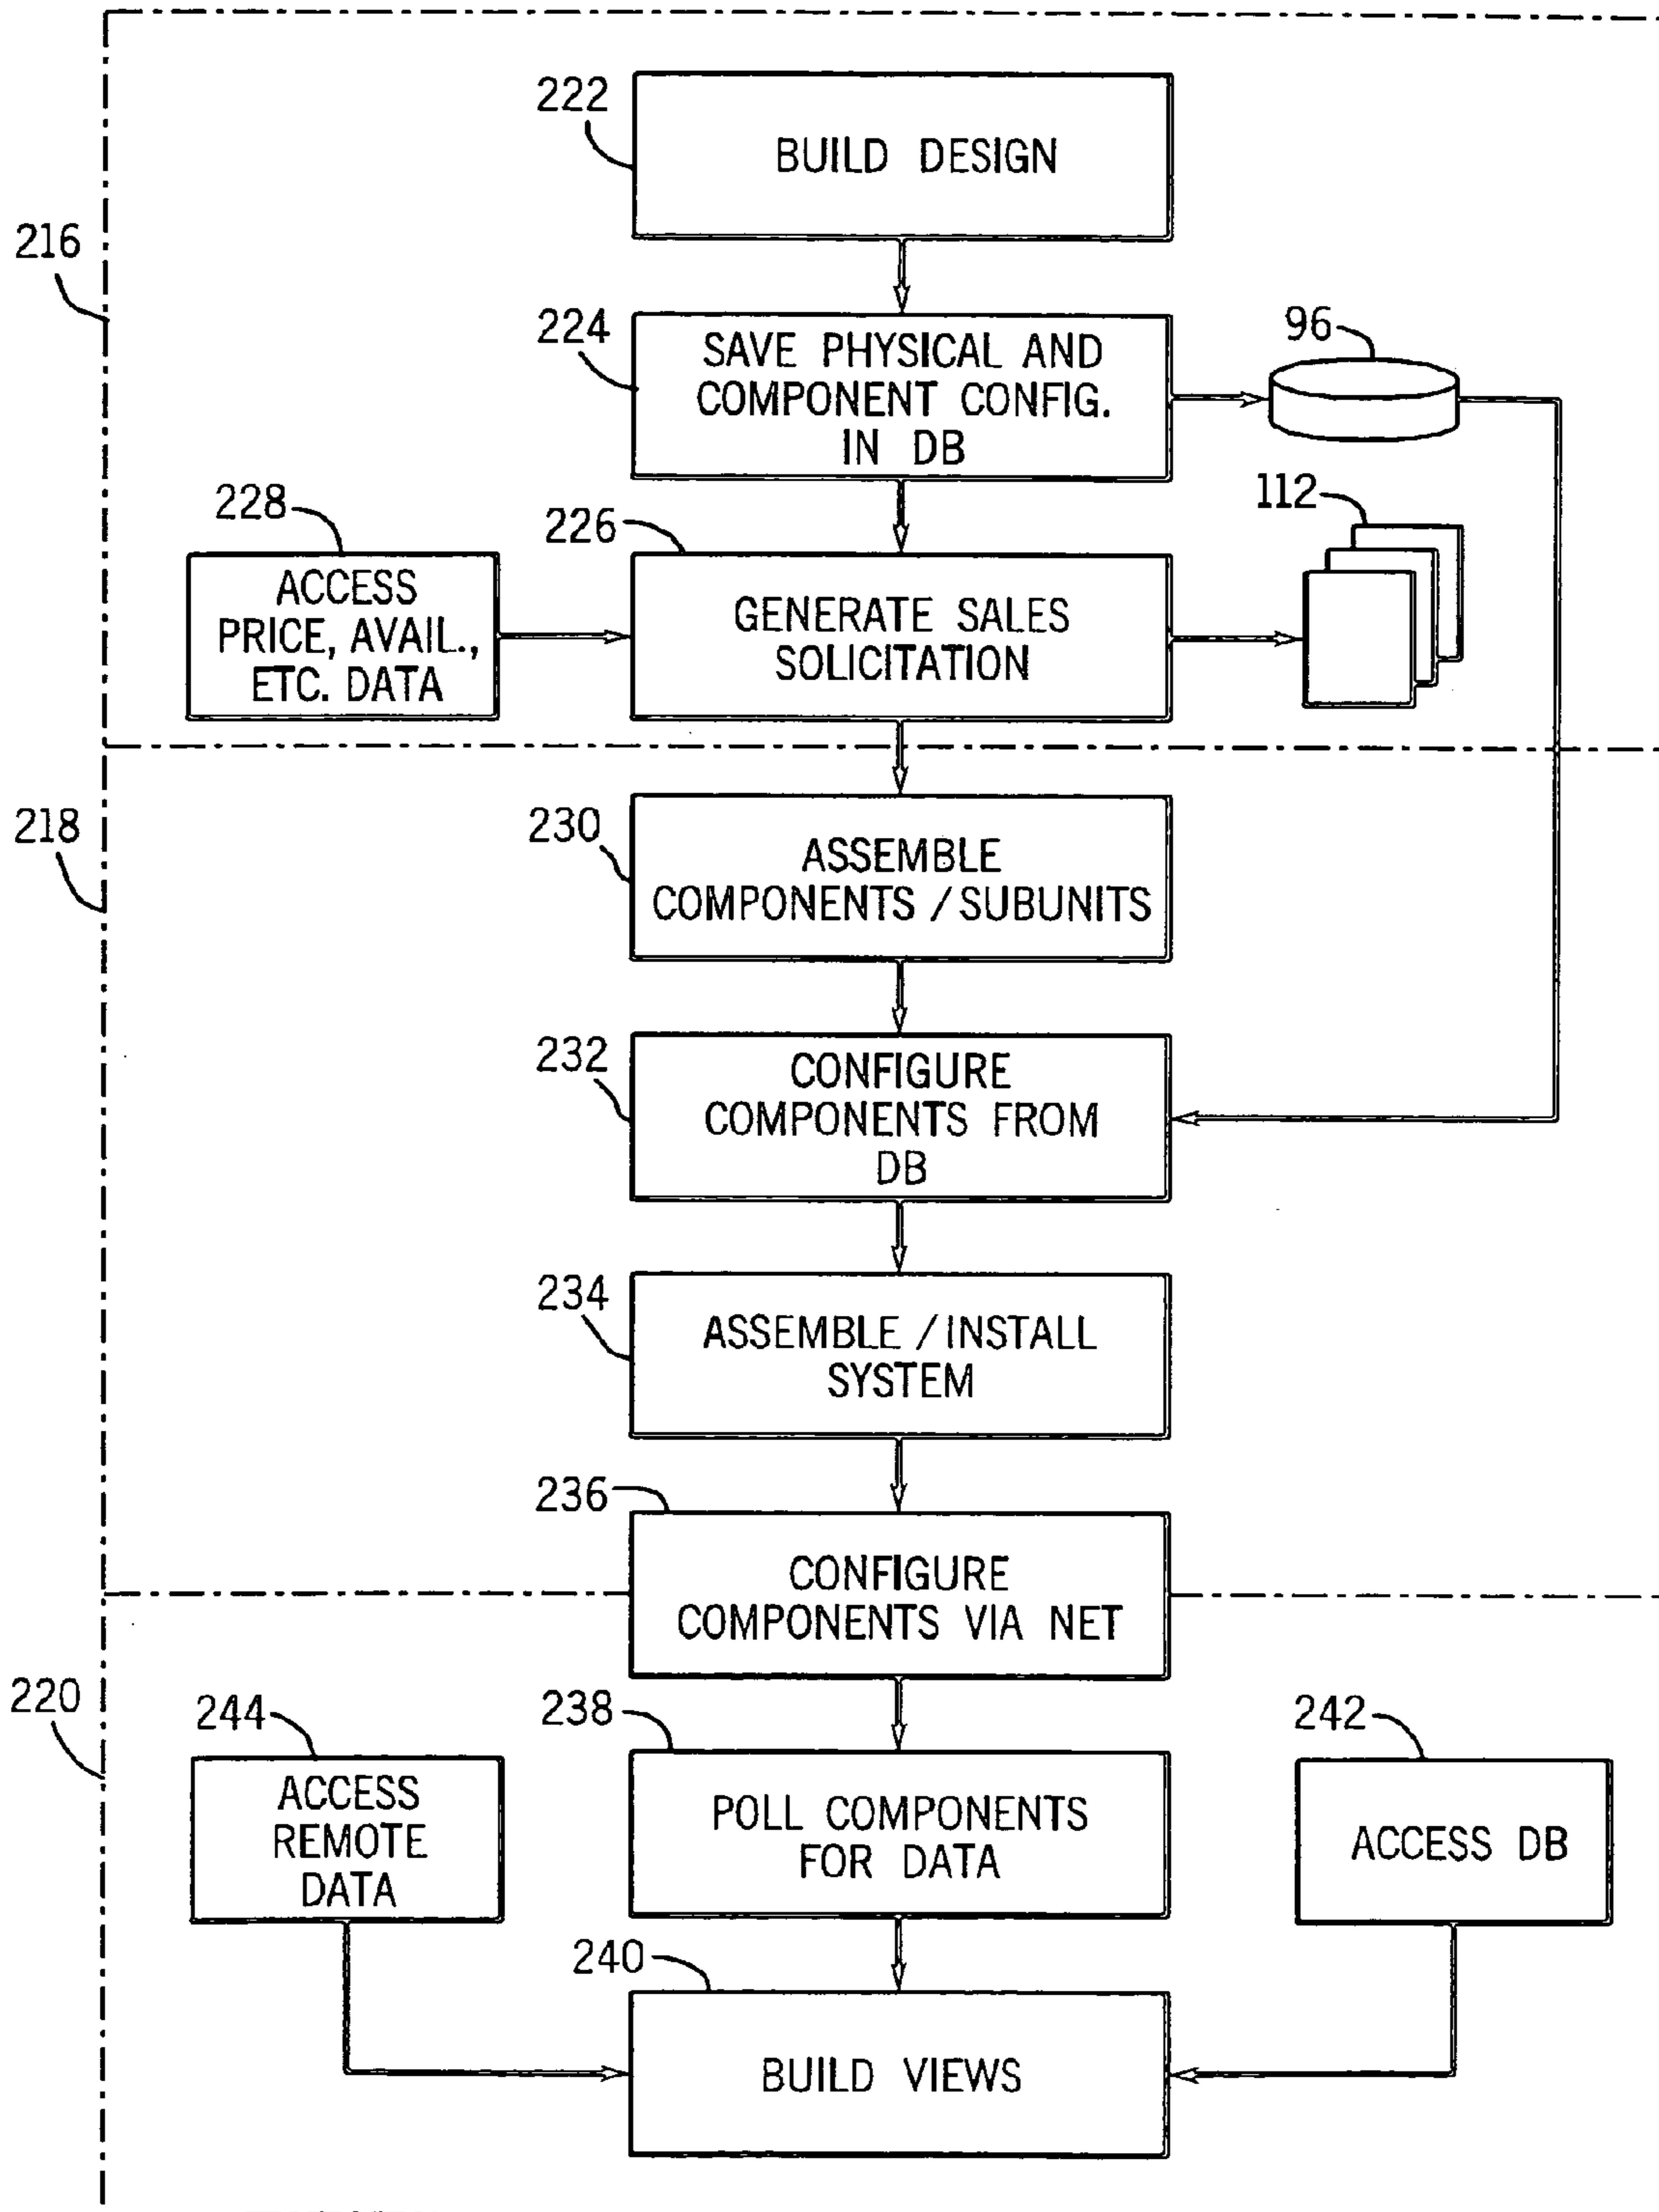 222
BUILD DESIGN
216
224
SAVE PHYSICAL AND
COMPONENT CONFIG.
IN DB
96
228
ACCESS
PRICE, AVAIL.,
ETC. DATA
226
GENERATE SALES
SOLICITATION
112
218
230
ASSEMBLE
COMPONENTS / SUBUNITS
232
CONFIGURE
COMPONENTS FROM
DB
234
ASSEMBLE / INSTALL
SYSTEM
236
CONFIGURE
COMPONENTS VIA NET
220
244
ACCESS
REMOTE
DATA
238
POLL COMPONENTS
FOR DATA
242
ACCESS DB
240
BUILD VIEWS